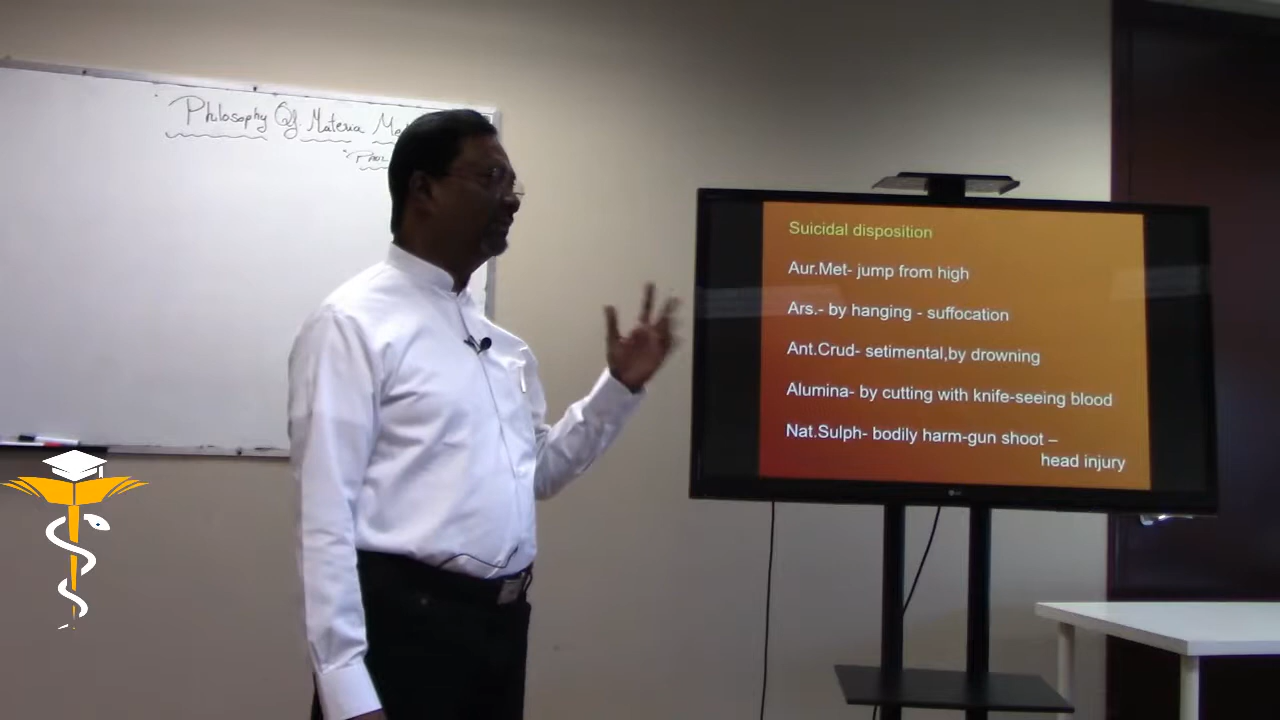 Philosophy Of Materia
Suicidal disposition
Aur.Met- jump from high
Ars.- by hanging - suffocation
Ant.Crud- setimental,by drowning
Alumina- by cutting with knife-seeing blood
Nat.Sulph- bodily harm-gun shoot –
head injury